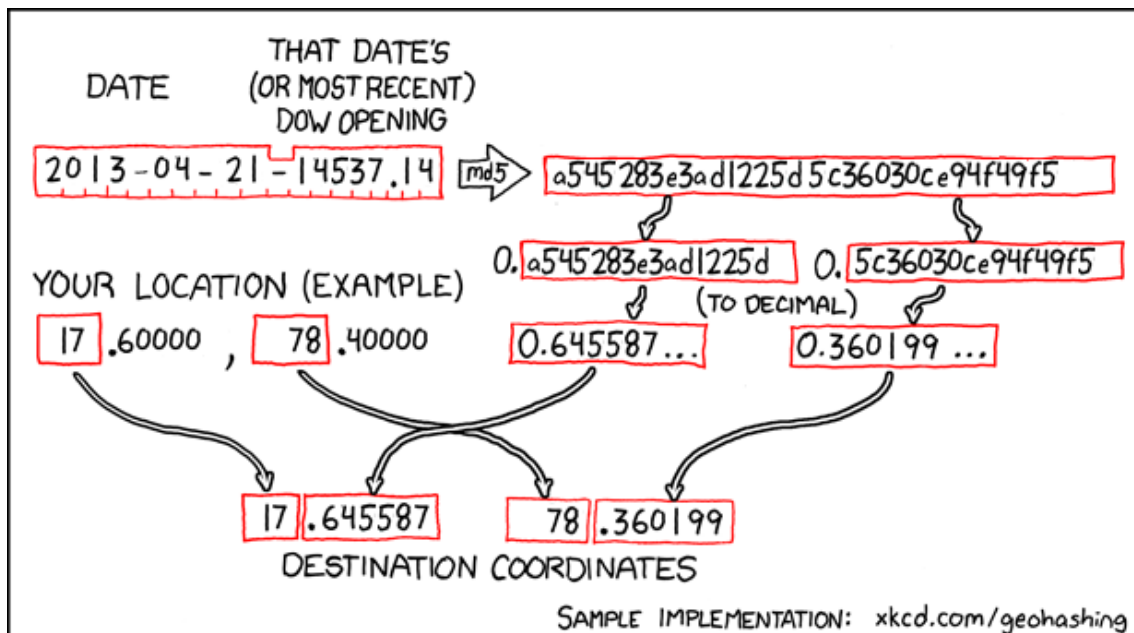 DATE
THAT DATE'S
(OR MOST RECENT)
DOW OPENING
2013-04-21-14537.14
md5
a545283e3ad1225d5c36030ce94f49f5
0.a545283e3ad1225d
0.5c36030ce94f49f5
YOUR LOCATION (EXAMPLE)
(TO DECIMAL)
17.60000, 78.40000
0.645587...
0.360199...
17.645587
78.360199
DESTINATION COORDINATES
SAMPLE IMPLEMENTATION: xkcd.com/geohashing